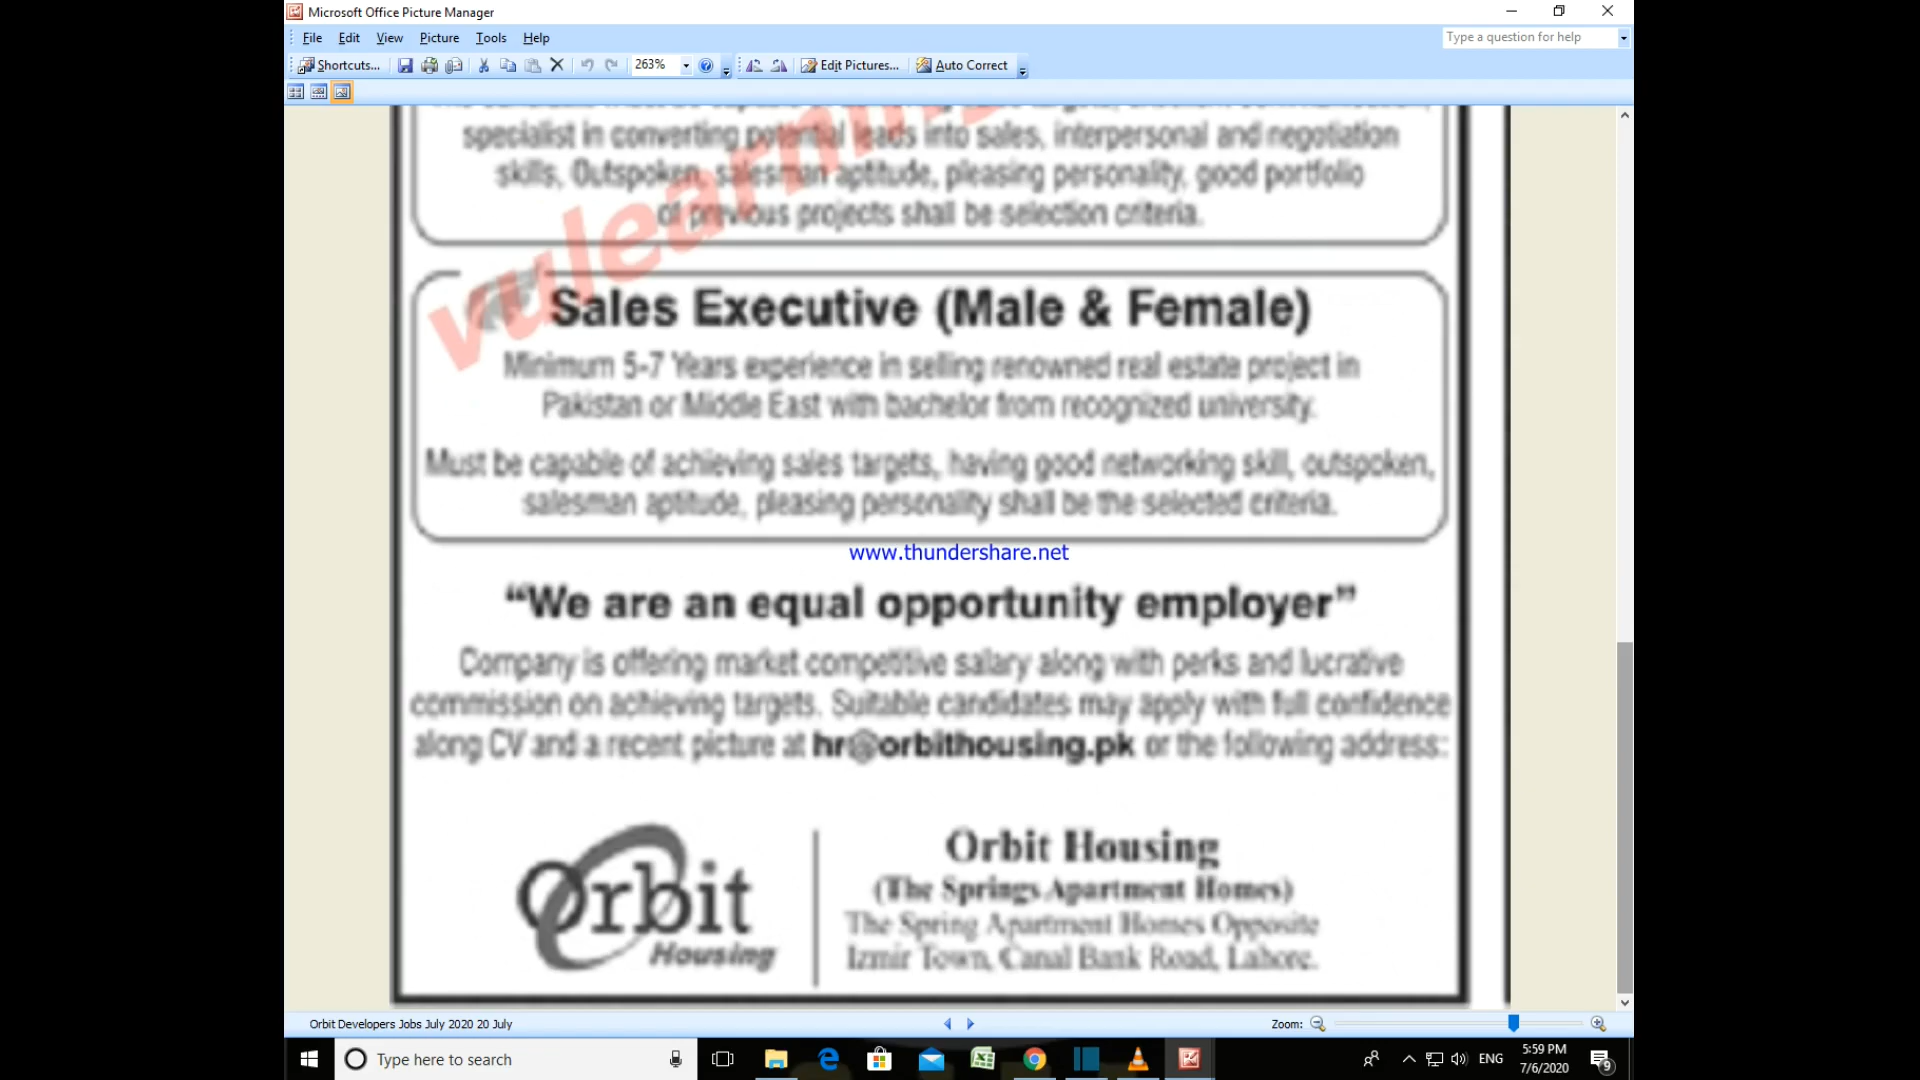 Microsoft Office Picture Manager
File Edit View Picture Tools Help
Type a question for help
Shortcuts... 263% Edit Pictures... Auto Correct
specialist in converting potential leads into sales, interpersonal and negotiation
skills, Outspoken, salesman aptitude, pleasing personality, good portfolio
of previous projects shall be selection criteria.
vulearning
Sales Executive (Male & Female)
Minimum 5-7 Years experience in selling renowned real estate project in
Pakistan or Middle East with bachelor from recognized university.
Must be capable of achieving sales targets, having good networking skill, outspoken,
salesman aptitude, pleasing personality shall be the selected criteria.
www.thundershare.net
“We are an equal opportunity employer”
Company is offering market competitive salary along with perks and lucrative
commission on achieving targets. Suitable candidates may apply with full confidence
along CV and a recent picture at hr@orbithousing.pk or the following address:
Orbit
Housing
Orbit Housing
(The Springs Apartment Homes)
The Spring Apartment Homes Opposite
Izmir Town, Canal Bank Road, Lahore.
Orbit Developers Jobs July 2020 20 July
Zoom:
Type here to search
ENG
5:59 PM
7/6/2020
9